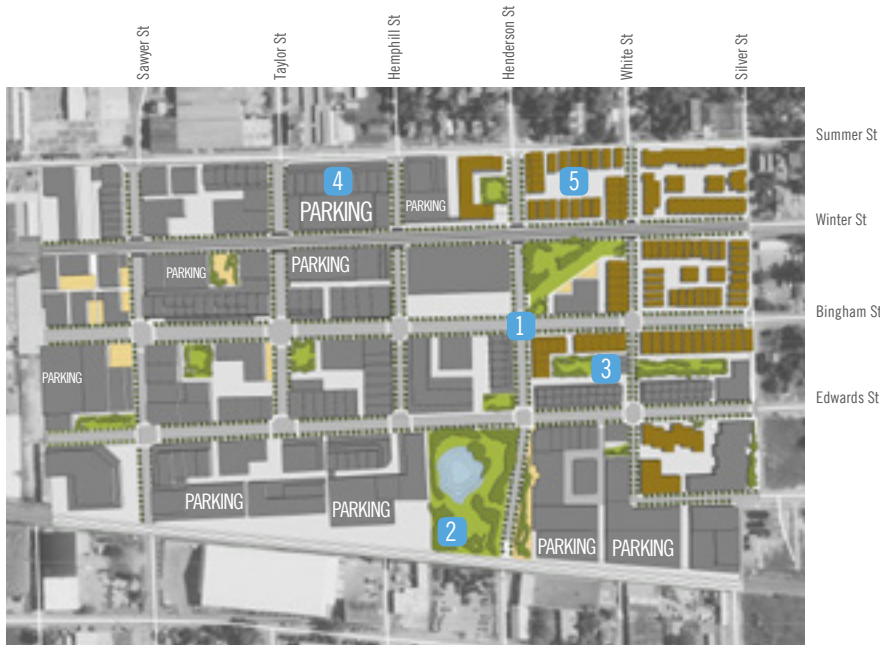 Sawyer St
Taylor St
Hemphill St
Henderson St
White St
Silver St
Summer St
4
5
PARKING
PARKING
Winter St
PARKING
PARKING
Bingham St
1
3
PARKING
Edwards St
PARKING
PARKING
2
PARKING
PARKING